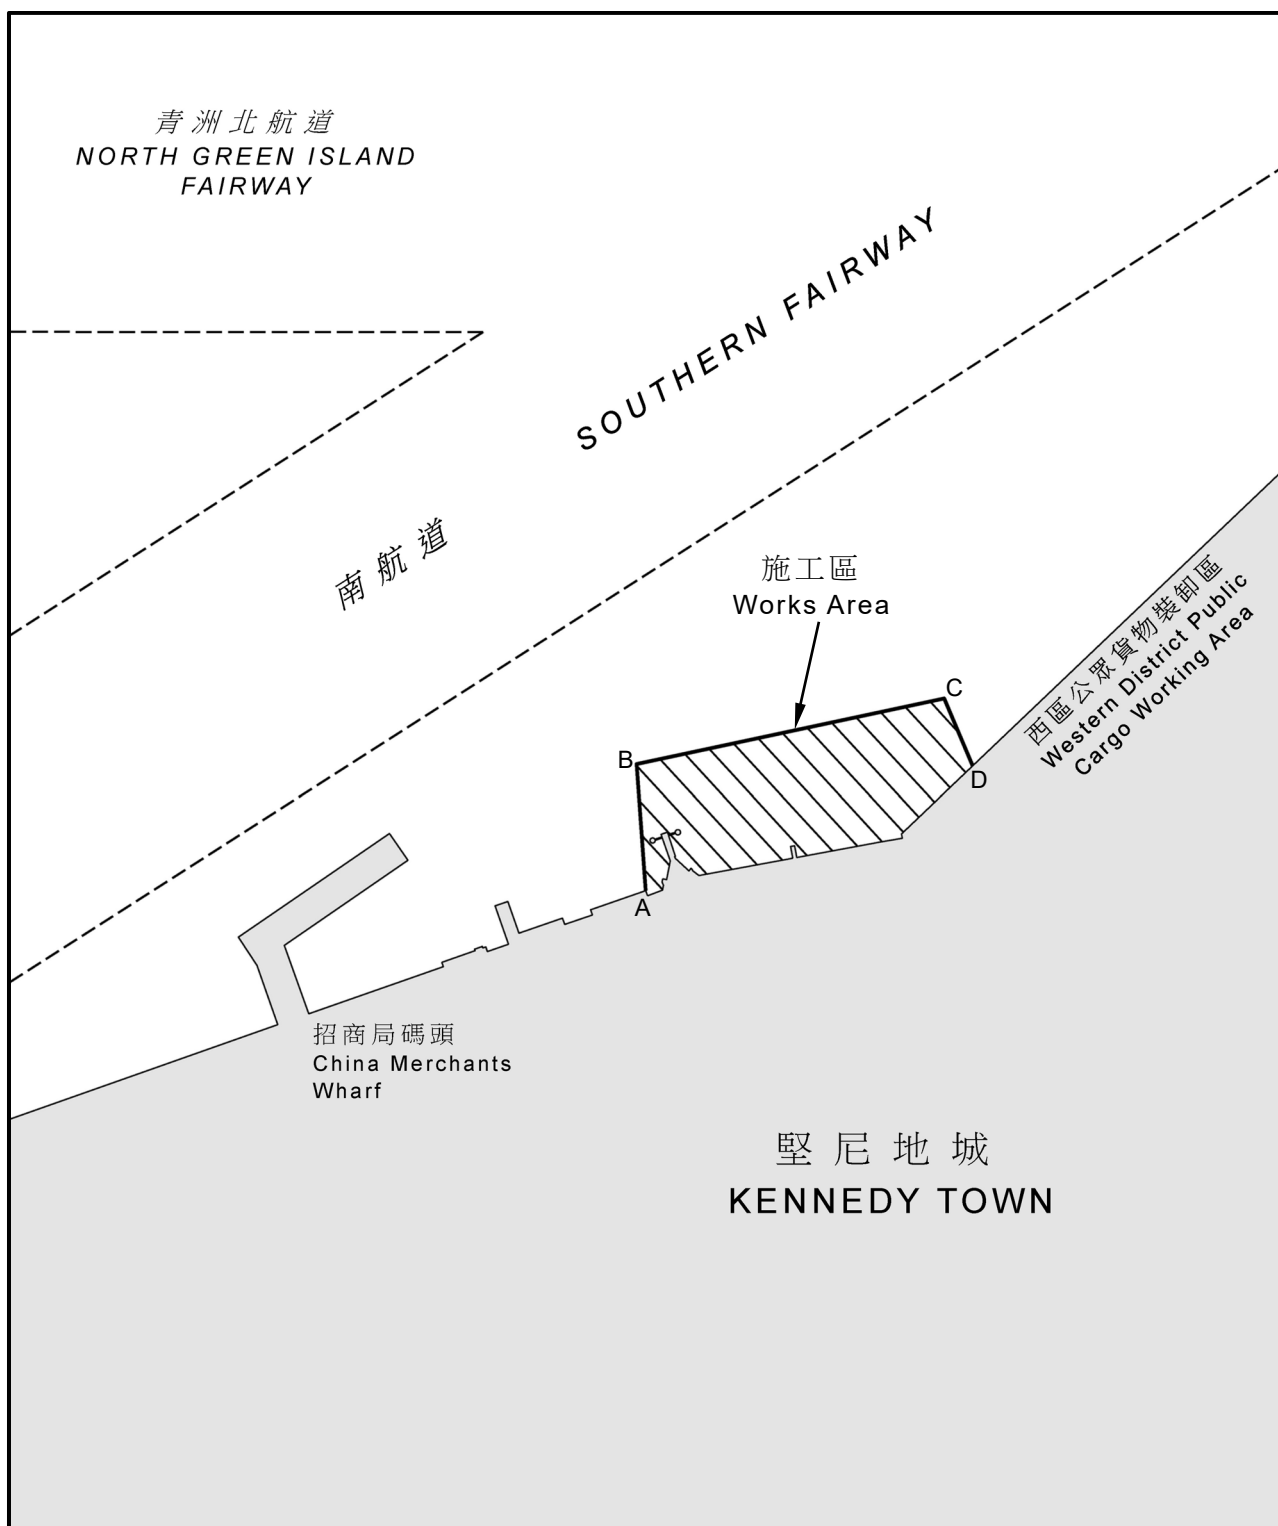 青洲北航道
NORTH GREEN ISLAND
FAIRWAY
SOUTHERN FAIRWAY
南航道
施工區
Works Area
西區公眾貨物裝卸區
Western District Public
Cargo Working Area
C
B
D
A
招商局碼頭
China Merchants
Wharf
堅尼地城
KENNEDY TOWN